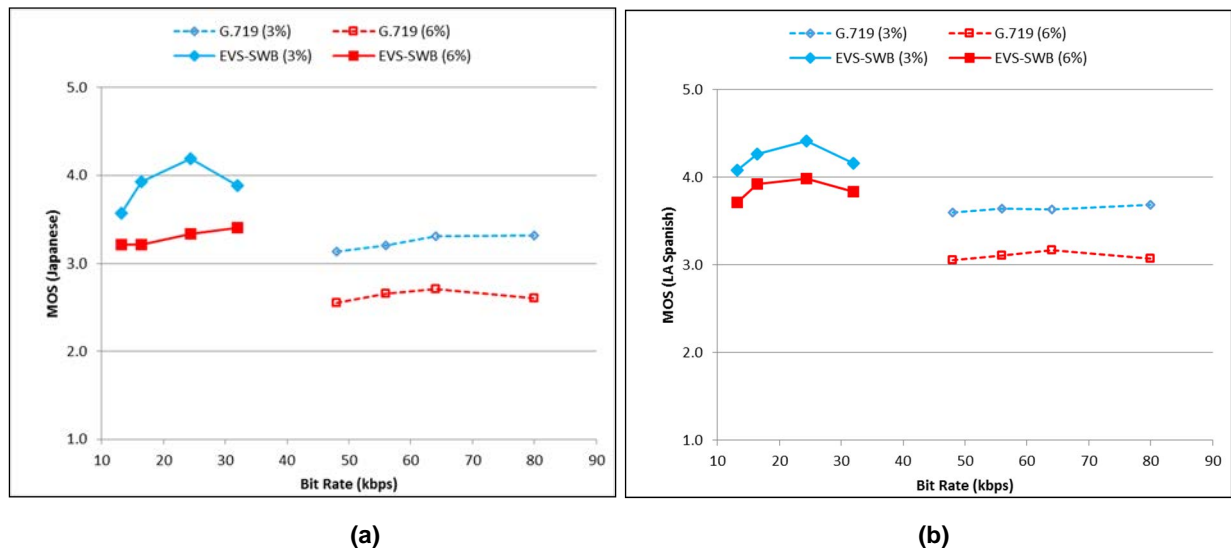 G.719 (3%) G.719 (6%)
EVS-SWB (3%) EVS-SWB (6%)
5.0
4.0
3.0
2.0
1.0
MOS (Japanese)
10 20 30 40 50 60 70 80 90
Bit Rate (kbps)
(a)
G.719 (3%) G.719 (6%)
EVS-SWB (3%) EVS-SWB (6%)
5.0
4.0
3.0
2.0
1.0
MOS (LA Spanish)
10 20 30 40 50 60 70 80 90
Bit Rate (kbps)
(b)